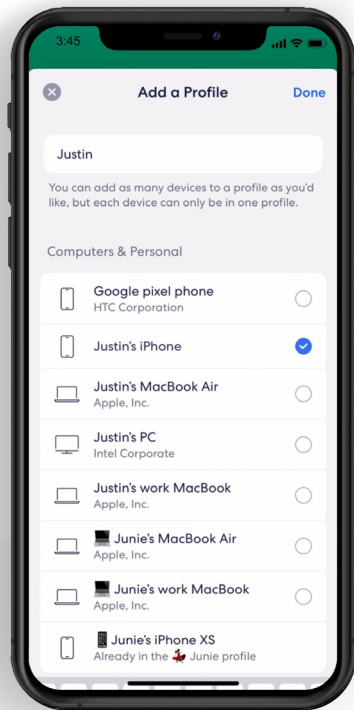 3:45
Add a Profile
Done
Justin
You can add as many devices to a profile as you'd
like, but each device can only be in one profile.
Computers & Personal
Google pixel phone
HTC Corporation
Justin's iPhone
Justin's MacBook Air
Apple, Inc.
Justin's PC
Intel Corporate
Justin's work MacBook
Apple, Inc.
💻 Junie's MacBook Air
Apple, Inc.
💻 Junie's work MacBook
Apple, Inc.
📱 Junie's iPhone XS
Already in the 💃 Junie profile